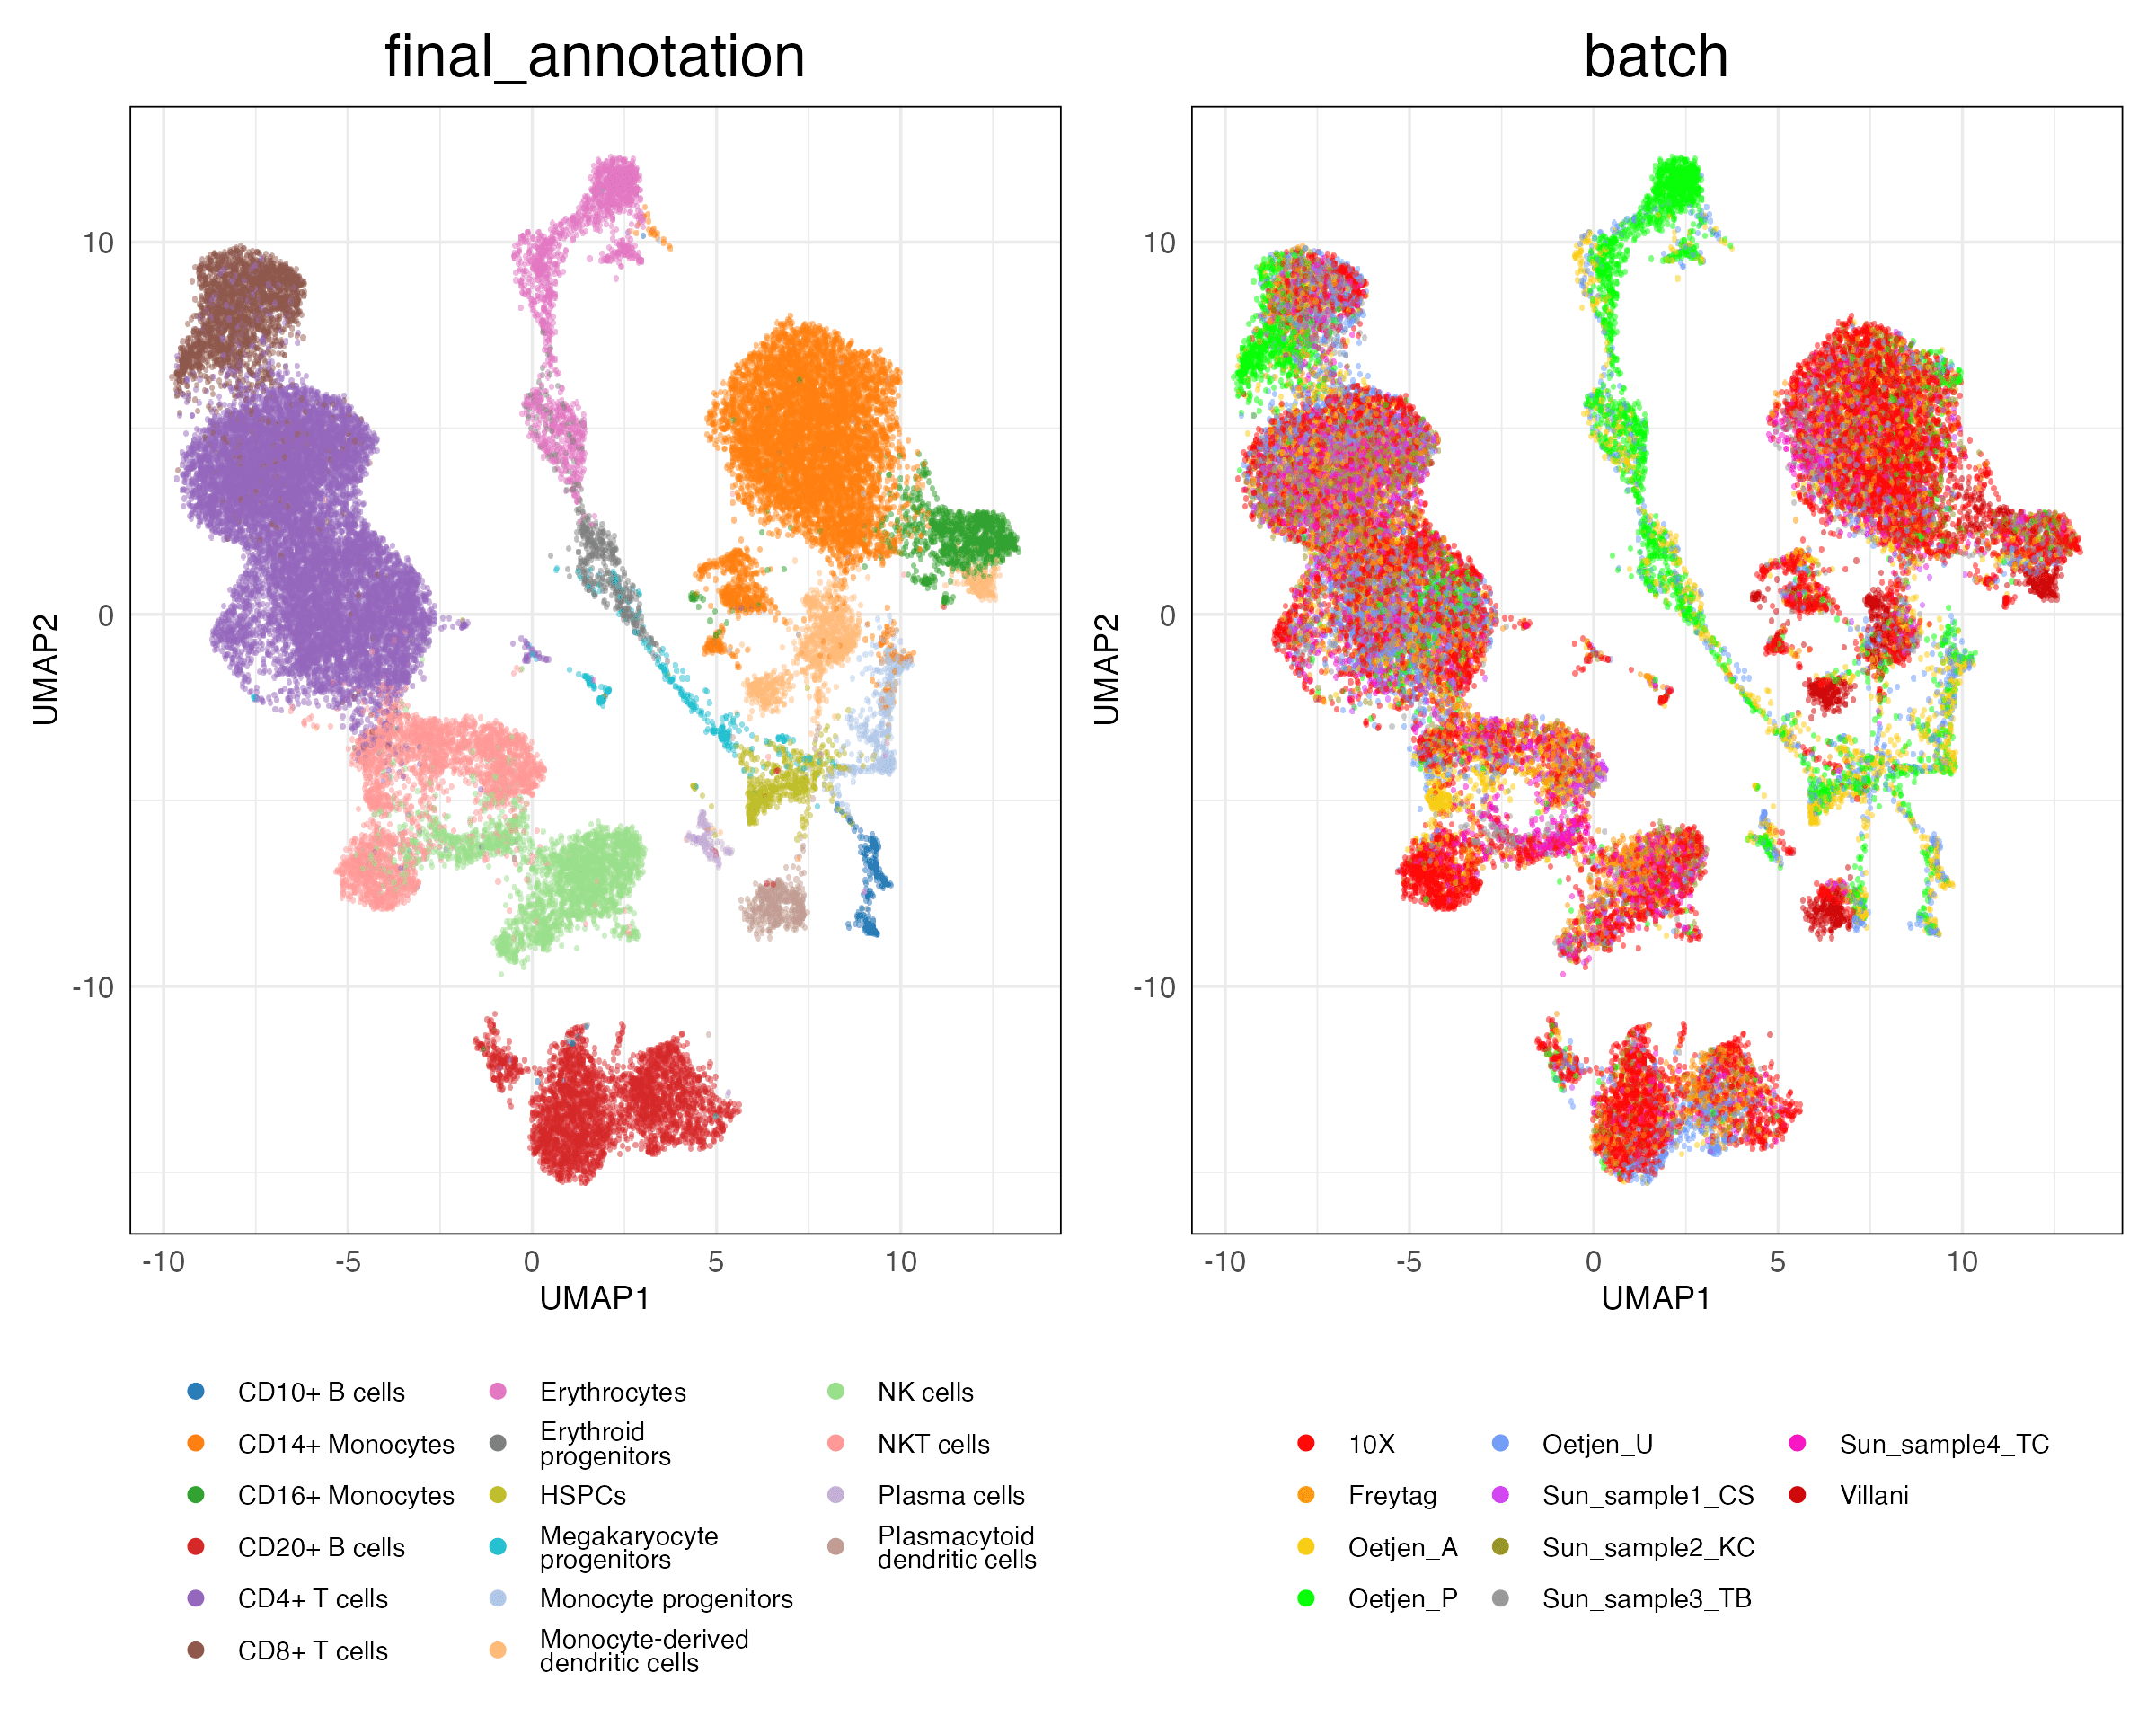 final_annotation
batch
UMAP2
10
0
-10
-10
-5
0
5
10
UMAP1
UMAP2
10
0
-10
-10
-5
0
5
10
UMAP1
CD10+ B cells
CD14+ Monocytes
CD16+ Monocytes
CD20+ B cells
CD4+ T cells
CD8+ T cells
Erythrocytes
Erythroid
progenitors
HSPCs
Megakaryocyte
progenitors
Monocyte progenitors
Monocyte-derived
dendritic cells
NK cells
NKT cells
Plasma cells
Plasmacytoid
dendritic cells
10X
Freytag
Oetjen_A
Oetjen_P
Oetjen_U
Sun_sample1_CS
Sun_sample2_KC
Sun_sample3_TB
Sun_sample4_TC
Villani